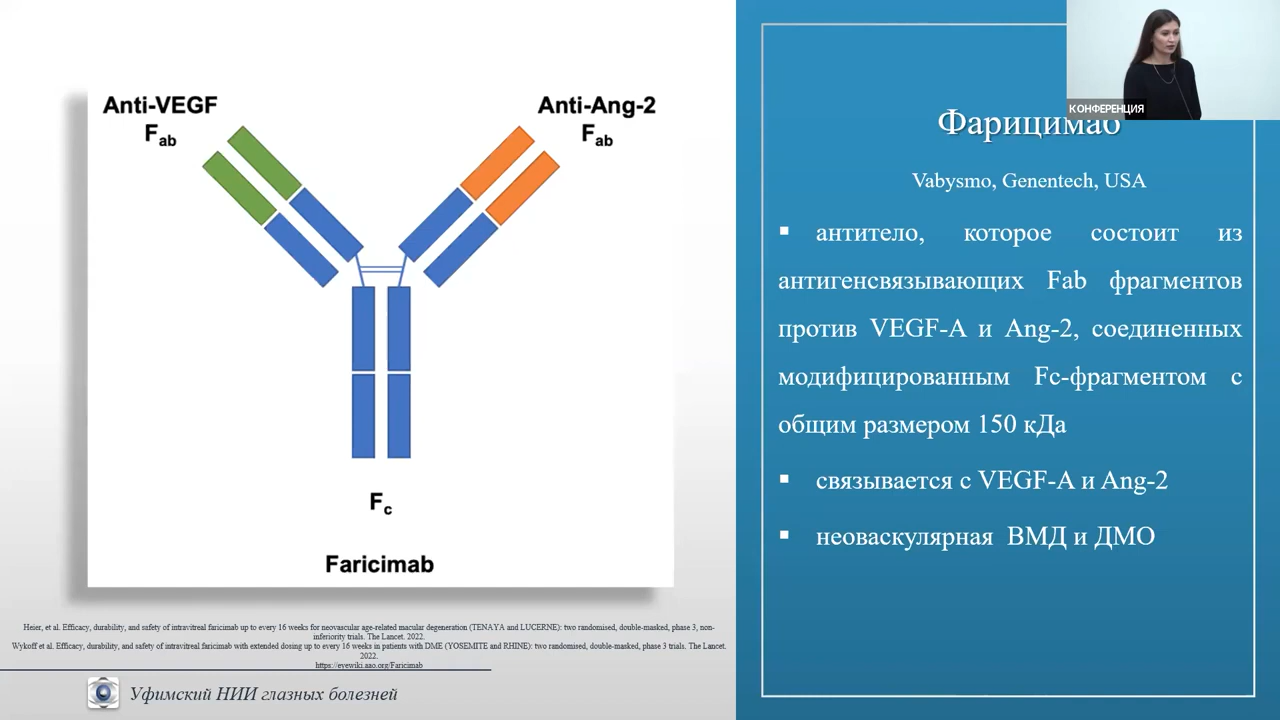 Anti-VEGF
Fab
Anti-Ang-2
Fab
Fc
Faricimab
Heier, et al. Efficacy, durability, and safety of intravitreal faricimab up to every 16 weeks for neovascular age-related macular degeneration (TENAYA and LUCERNE): two randomised, double-masked, phase 3, non-
inferiority trials. The Lancet. 2022.
Wykoff et al. Efficacy, durability, and safety of intravitreal faricimab with extended dosing up to every 16 weeks in patients with DME (YOSEMITE and RHINE): two randomised, double-masked, phase 3 trials. The Lancet.
2022.
https://eyewiki.aao.org/Faricimab
Уфимский НИИ глазных болезней
КОНФЕРЕНЦИЯ
Фарицимаб
Vabysmo, Genentech, USA
▪ антитело, которое состоит из
антигенсвязывающих Fab фрагментов
против VEGF-A и Ang-2, соединенных
модифицированным Fc-фрагментом с
общим размером 150 кДа
▪ связывается с VEGF-A и Ang-2
▪ неоваскулярная ВМД и ДМО